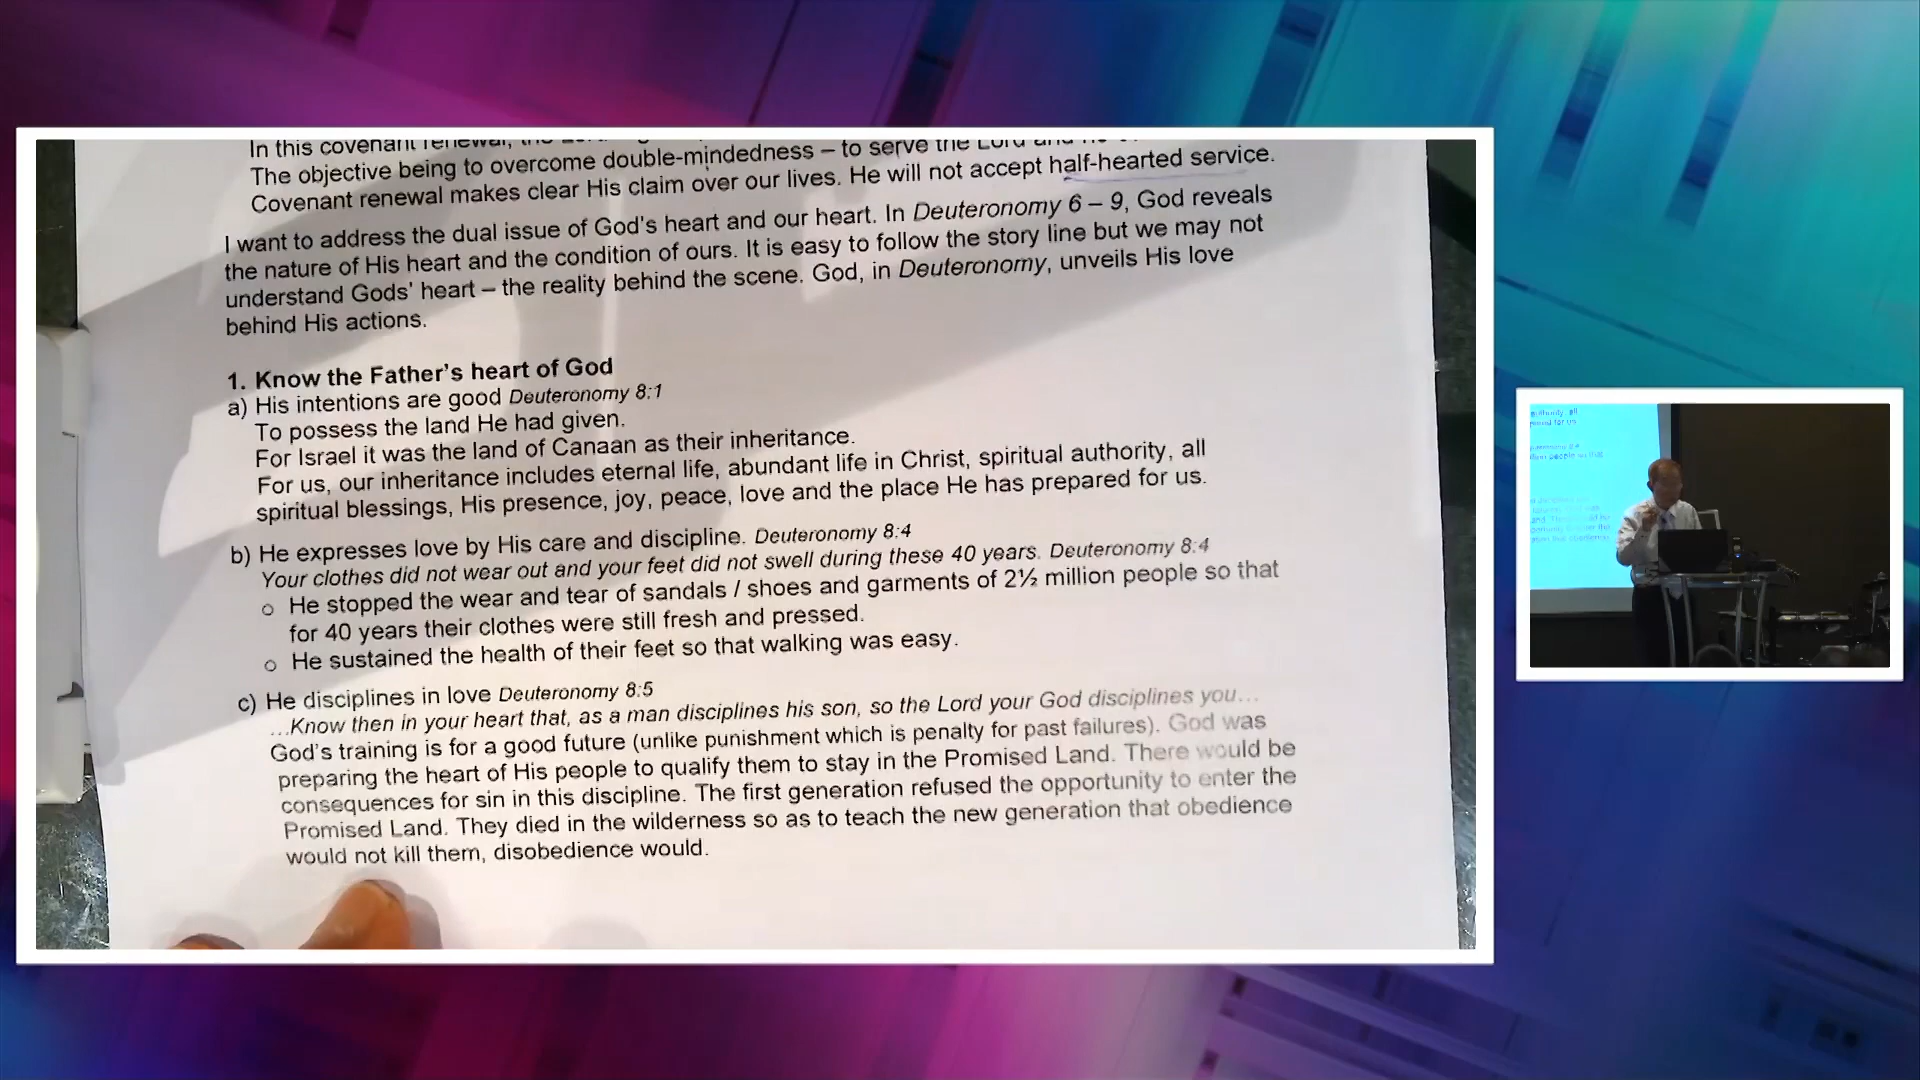 In this covenant renewal, the
The objective being to overcome double-mindedness – to serve the Lord and
Covenant renewal makes clear His claim over our lives. He will not accept half-hearted service.
I want to address the dual issue of God's heart and our heart. In Deuteronomy 6 – 9, God reveals
the nature of His heart and the condition of ours. It is easy to follow the story line but we may not
understand Gods' heart – the reality behind the scene. God, in Deuteronomy, unveils His love
behind His actions.
1. Know the Father's heart of God
a) His intentions are good Deuteronomy 8:1
To possess the land He had given.
For Israel it was the land of Canaan as their inheritance.
For us, our inheritance includes eternal life, abundant life in Christ, spiritual authority, all
spiritual blessings, His presence, joy, peace, love and the place He has prepared for us.
b) He expresses love by His care and discipline. Deuteronomy 8:4
Your clothes did not wear out and your feet did not swell during these 40 years. Deuteronomy 8:4
o He stopped the wear and tear of sandals / shoes and garments of 2½ million people so that
for 40 years their clothes were still fresh and pressed.
o He sustained the health of their feet so that walking was easy.
c) He disciplines in love Deuteronomy 8:5
…Know then in your heart that, as a man disciplines his son, so the Lord your God disciplines you…
God's training is for a good future (unlike punishment which is penalty for past failures). God was
preparing the heart of His people to qualify them to stay in the Promised Land. There would be
consequences for sin in this discipline. The first generation refused the opportunity to enter the
Promised Land. They died in the wilderness so as to teach the new generation that obedience
would not kill them, disobedience would.
authority, all
for us
people so that